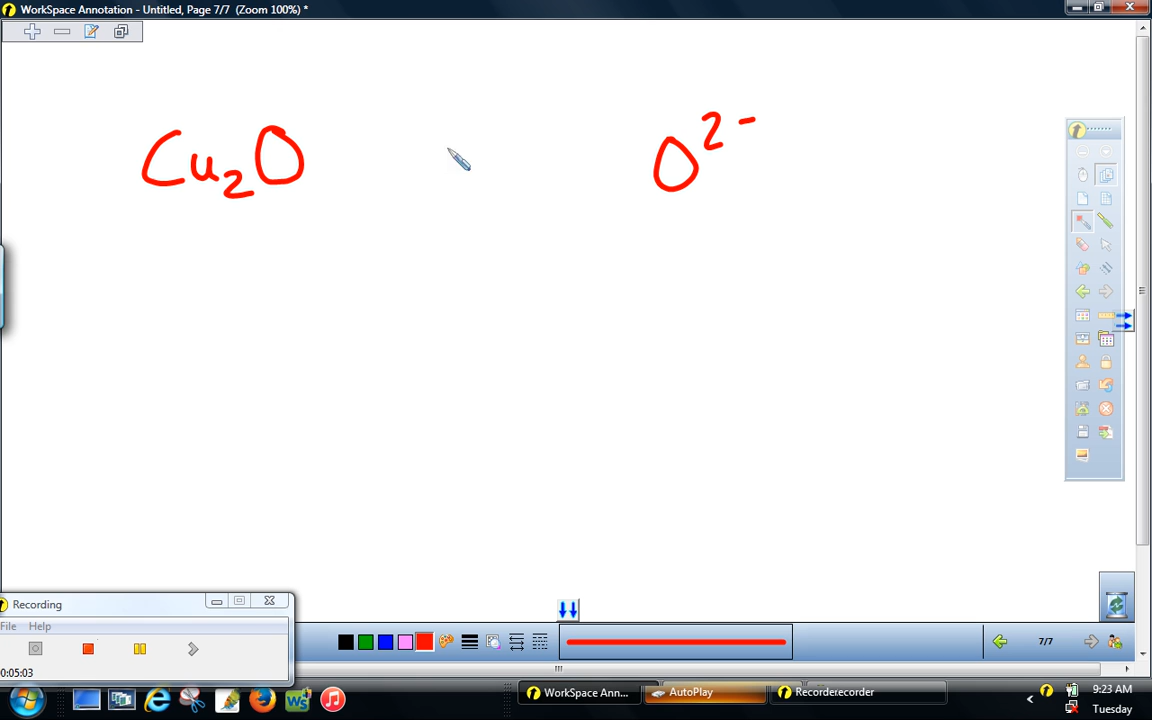 WorkSpace Annotation - Untitled, Page 7/7 (Zoom 100%) *
Cu₂O
O²⁻
Recording
File Help
0:05:03
7/7
WorkSpace Ann...
AutoPlay
Recorderecorder
9:23 AM
Tuesday